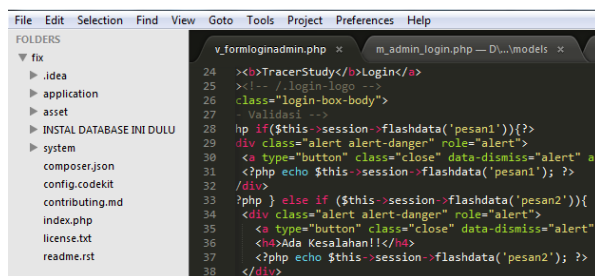 File Edit Selection Find View Goto Tools Project Preferences Help
FOLDERS
fix
.idea
application
asset
INSTAL DATABASE INI DULU
system
composer.json
config.codekit
contributing.md
index.php
license.txt
readme.rst
v_formloginadmin.php × m_admin_login.php — D\...\models ×
24 ><b>TracerStudy</b>Login</a>
25 ><!-- /.login-logo -->
26 class="login-box-body">
27 - Validasi -->
28 hp if($this->session->flashdata('pesan1')){?>
29 div class="alert alert-danger" role="alert">
30 <a type="button" class="close" data-dismiss="alert" a
31 <?php echo $this->session->flashdata('pesan1'); ?>
32 /div>
33 ?php } else if ($this->session->flashdata('pesan2')){
34 <div class="alert alert-danger" role="alert">
35 <a type="button" class="close" data-dismiss="alert"
36 <h4>Ada Kesalahan!!</h4>
37 <?php echo $this->session->flashdata('pesan2'); ?>
38 </div>